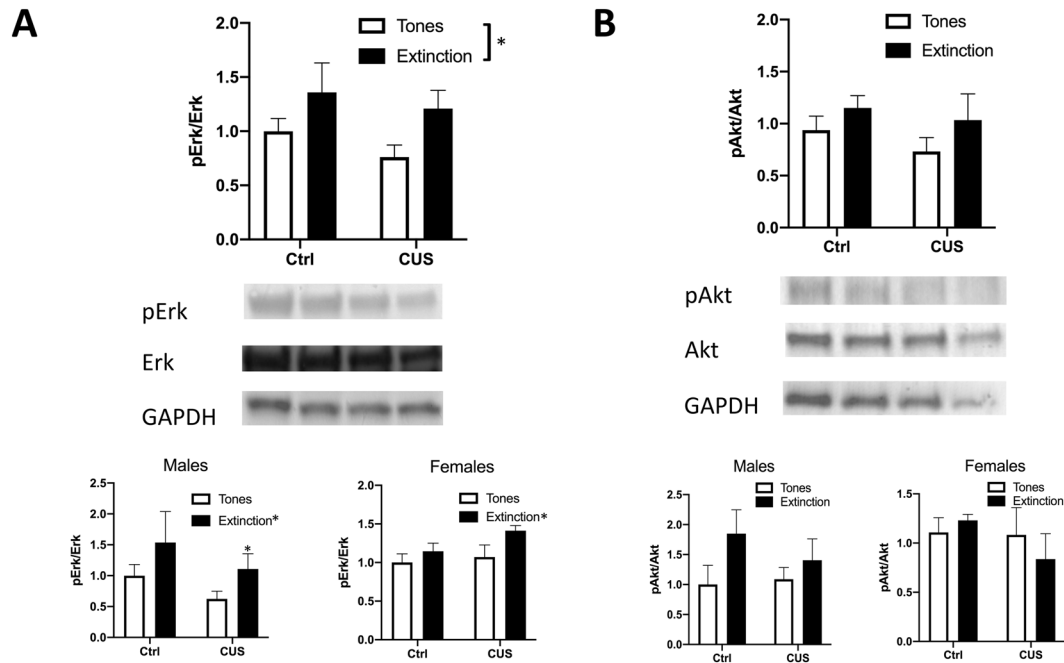 A
2.0
1.5
1.0
0.5
0.0
pErk/Erk
Tones
Extinction
*
Ctrl
CUS
pErk
Erk
GAPDH
Males
2.5
2.0
1.5
1.0
0.5
0.0
pErk/Erk
Tones
Extinction*
*
Ctrl
CUS
Females
2.0
1.5
1.0
0.5
0.0
pErk/Erk
Tones
Extinction*
Ctrl
CUS
B
2.0
1.5
1.0
0.5
0.0
pAkt/Akt
Tones
Extinction
Ctrl
CUS
pAkt
Akt
GAPDH
Males
2.5
2.0
1.5
1.0
0.5
0.0
pAkt/Akt
Tones
Extinction
Ctrl
CUS
Females
1.5
1.0
0.5
0.0
pAkt/Akt
Tones
Extinction
Ctrl
CUS